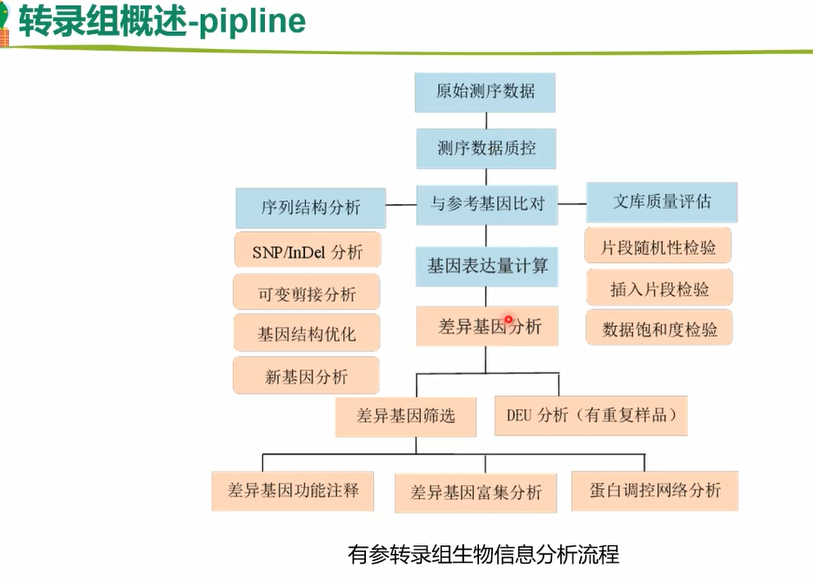 转录组概述-pipline
原始测序数据
测序数据质控
序列结构分析
与参考基因比对
文库质量评估
SNP/InDel 分析
片段随机性检验
基因表达量计算
可变剪接分析
插入片段检验
差异基因分析
基因结构优化
数据饱和度检验
新基因分析
差异基因筛选
DEU 分析（有重复样品）
差异基因功能注释
差异基因富集分析
蛋白调控网络分析
有参转录组生物信息分析流程